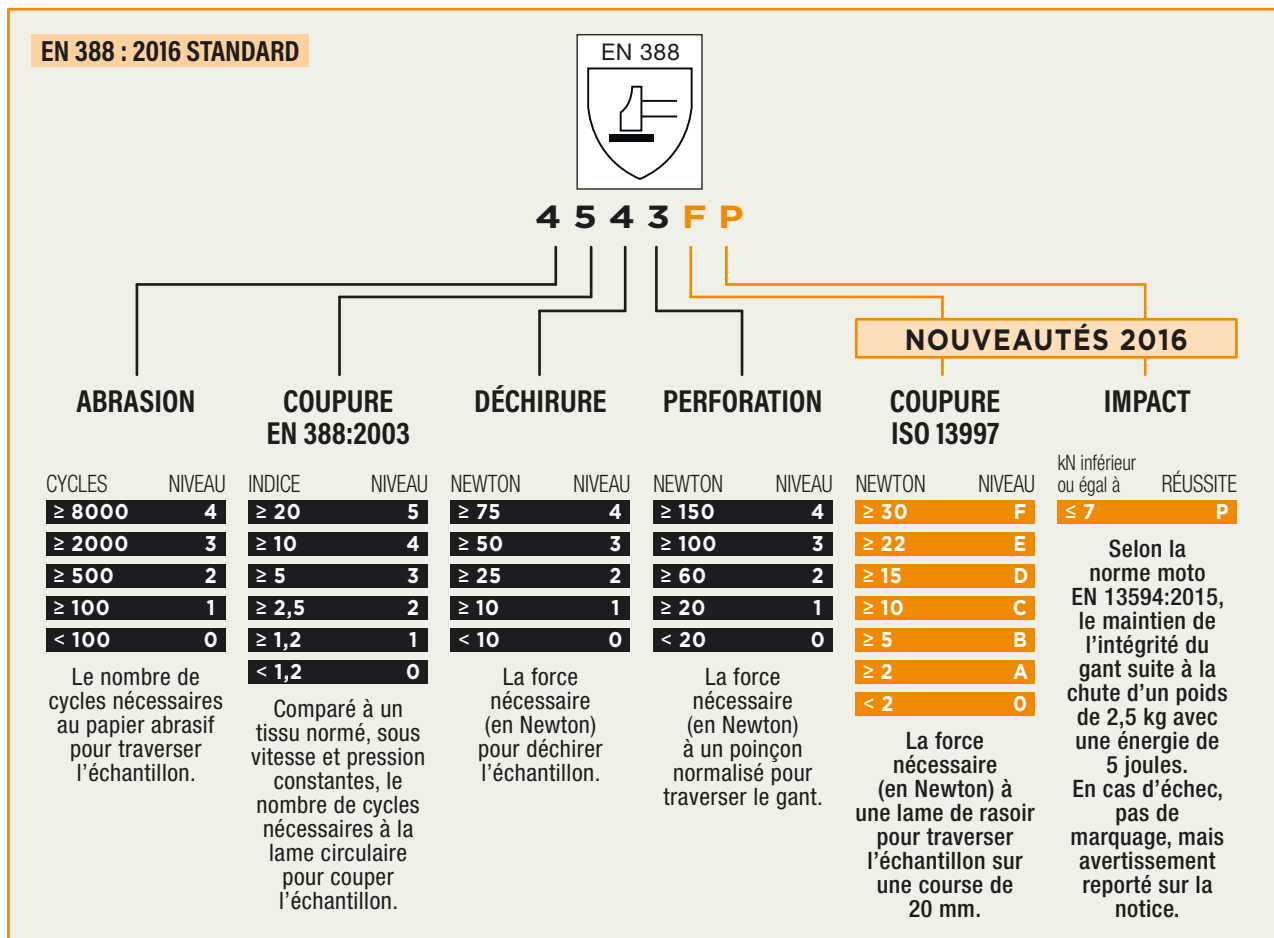 EN 388 : 2016 STANDARD
EN 388
4 5 4 3 F P
NOUVEAUTÉS 2016
ABRASION
CYCLES NIVEAU
≥ 8000 4
≥ 2000 3
≥ 500 2
≥ 100 1
< 100 0
Le nombre de
cycles nécessaires
au papier abrasif
pour traverser
l’échantillon.
COUPURE
EN 388:2003
INDICE NIVEAU
≥ 20 5
≥ 10 4
≥ 5 3
≥ 2,5 2
≥ 1,2 1
< 1,2 0
Comparé à un
tissu normé, sous
vitesse et pression
constantes, le
nombre de cycles
nécessaires à la
lame circulaire
pour couper
l’échantillon.
DÉCHIRURE
NEWTON NIVEAU
≥ 75 4
≥ 50 3
≥ 25 2
≥ 10 1
< 10 0
La force
nécessaire
(en Newton)
pour déchirer
l’échantillon.
PERFORATION
NEWTON NIVEAU
≥ 150 4
≥ 100 3
≥ 60 2
≥ 20 1
< 20 0
La force
nécessaire
(en Newton)
à un poinçon
normalisé pour
traverser le gant.
COUPURE
ISO 13997
NEWTON NIVEAU
≥ 30 F
≥ 22 E
≥ 15 D
≥ 10 C
≥ 5 B
≥ 2 A
< 2 0
La force
nécessaire
(en Newton) à
une lame de rasoir
pour traverser
l’échantillon sur
une course de
20 mm.
IMPACT
kN inférieur
ou égal à RÉUSSITE
≤ 7 P
Selon la
norme moto
EN 13594:2015,
le maintien de
l’intégrité du
gant suite à la
chute d’un poids
de 2,5 kg avec
une énergie de
5 joules.
En cas d’échec,
pas de
marquage, mais
avertissement
reporté sur la
notice.